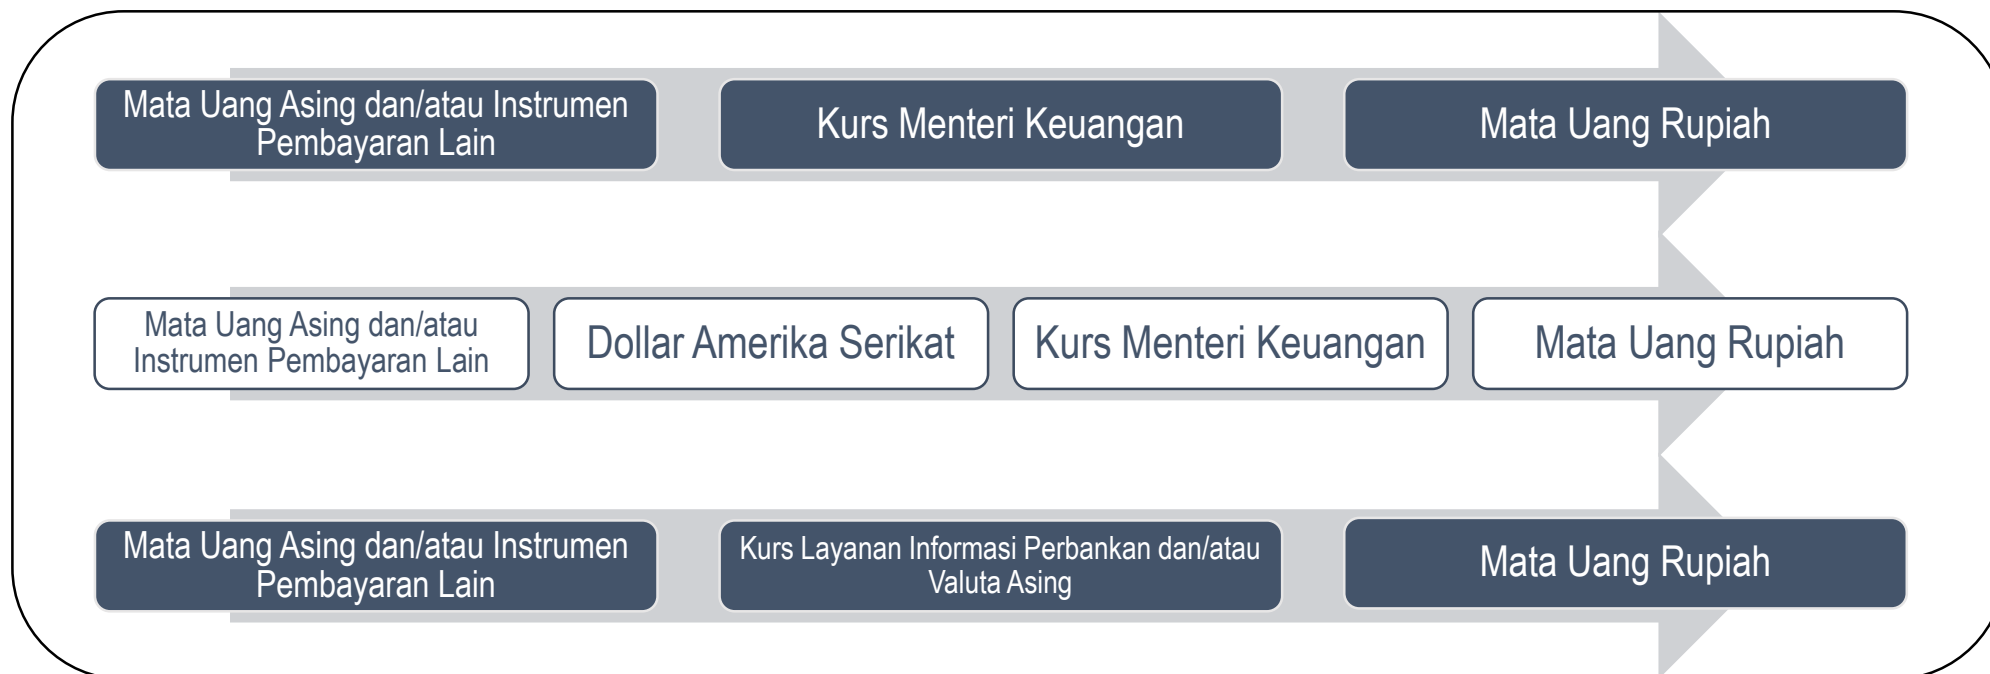 Mata Uang Asing dan/atau Instrumen
Pembayaran Lain
Kurs Menteri Keuangan
Mata Uang Rupiah
Mata Uang Asing dan/atau
Instrumen Pembayaran Lain
Dollar Amerika Serikat
Kurs Menteri Keuangan
Mata Uang Rupiah
Mata Uang Asing dan/atau Instrumen
Pembayaran Lain
Kurs Layanan Informasi Perbankan dan/atau
Valuta Asing
Mata Uang Rupiah